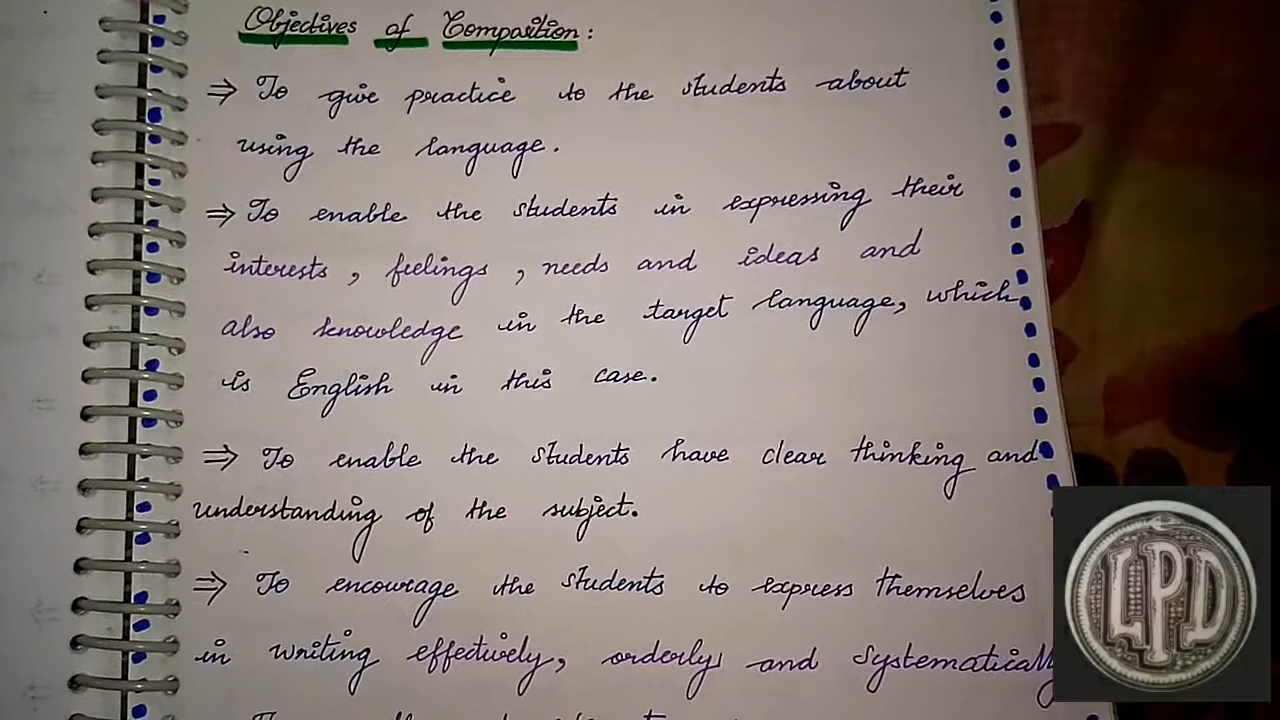 Objectives of Composition:
⇒ To give practice to the students about
using the language.
⇒ To enable the students in expressing their
interests, feelings, needs and ideas and
also knowledge in the target language, which
is English in this case.
⇒ To enable the students have clear thinking and
understanding of the subject.
⇒ To encourage the students to express themselves
in writing effectively, orderly and systematically
LPD